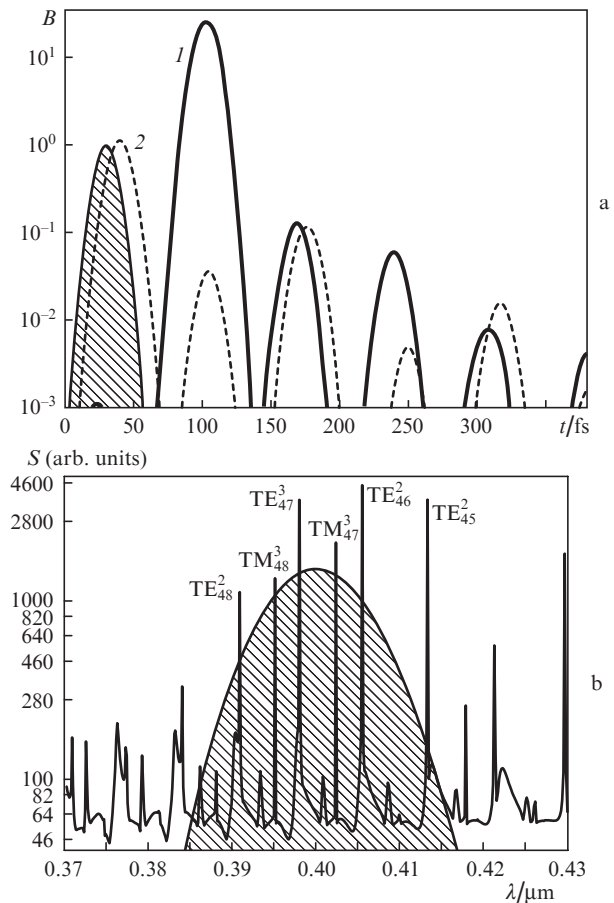 B
10¹
10⁰
10⁻¹
10⁻²
10⁻³
1
2
a
0 50 100 150 200 250 300 t/fs
S (arb. units)
4600
2800
1000
820
640
460
280
100
82
64
46
TE³₄₇
TE²₄₆
TM³₄₇
TE²₄₅
TM³₄₈
TE²₄₈
b
0.37 0.38 0.39 0.40 0.41 0.42 0.43
λ/μm